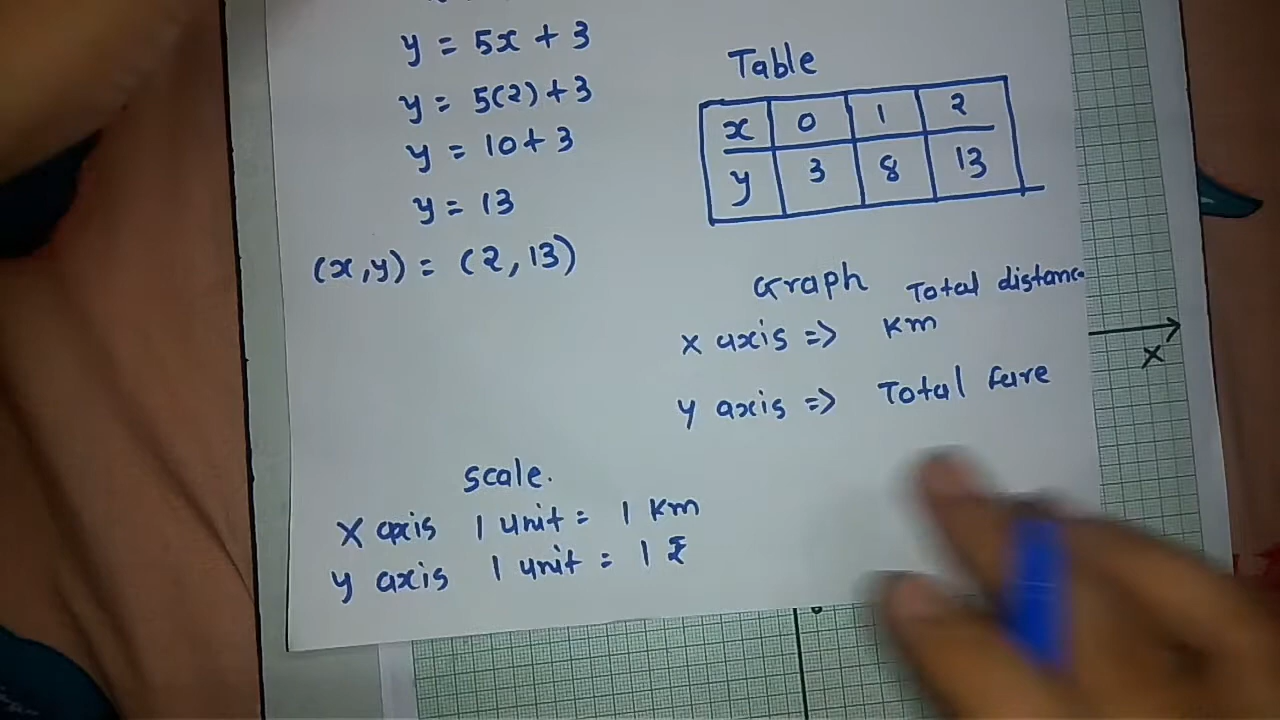 y = 5x + 3
y = 5(2)+3
y = 10+3
y = 13
(x,y) = (2,13)
Table
x 0 1 2
y 3 8 13
Graph
Total distance
x axis => Km
y axis => Total fare
scale.
X axis 1 unit = 1 Km
y axis 1 unit = 1 ₹
X